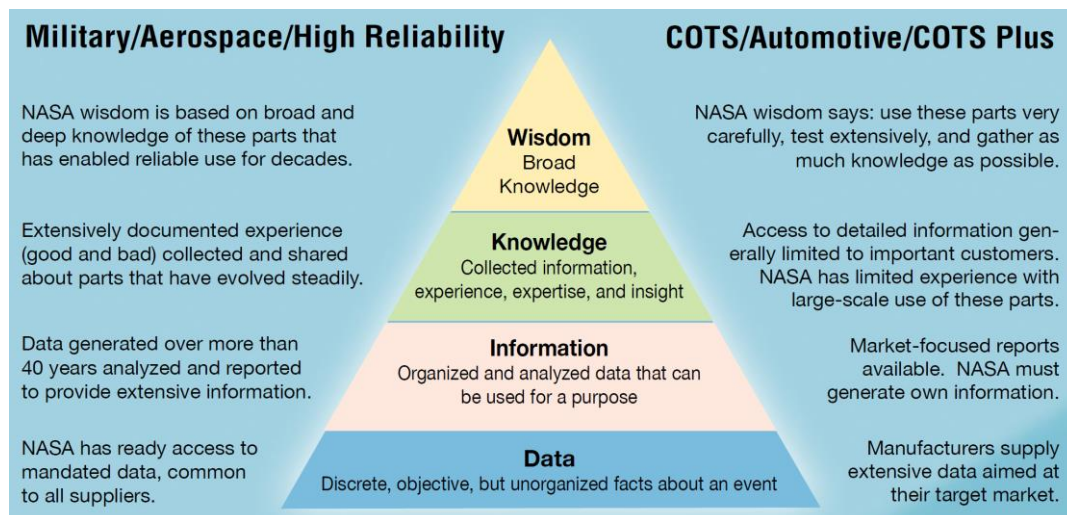 Military/Aerospace/High Reliability
COTS/Automotive/COTS Plus
NASA wisdom is based on broad and
deep knowledge of these parts that
has enabled reliable use for decades.
Wisdom
Broad
Knowledge
NASA wisdom says: use these parts very
carefully, test extensively, and gather as
much knowledge as possible.
Extensively documented experience
(good and bad) collected and shared
about parts that have evolved steadily.
Knowledge
Collected information,
experience, expertise, and insight
Access to detailed information gen-
erally limited to important customers.
NASA has limited experience with
large-scale use of these parts.
Data generated over more than
40 years analyzed and reported
to provide extensive information.
Information
Organized and analyzed data that can
be used for a purpose
Market-focused reports
available. NASA must
generate own information.
NASA has ready access to
mandated data, common
to all suppliers.
Data
Discrete, objective, but unorganized facts about an event
Manufacturers supply
extensive data aimed at
their target market.